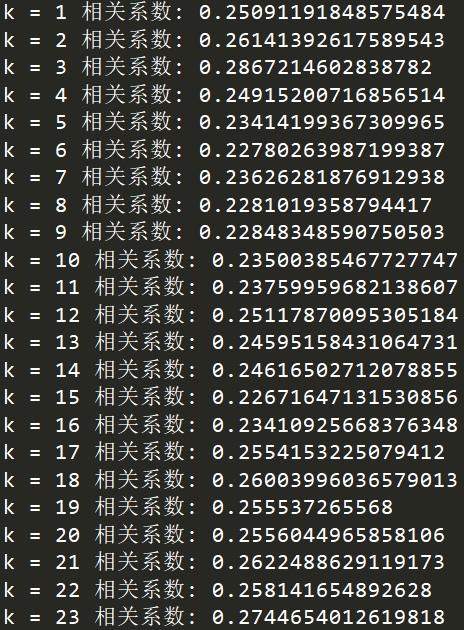 k = 1 相关系数: 0.25091191848575484
k = 2 相关系数: 0.26141392617589543
k = 3 相关系数: 0.2867214602838782
k = 4 相关系数: 0.24915200716856514
k = 5 相关系数: 0.23414199367309965
k = 6 相关系数: 0.22780263987199387
k = 7 相关系数: 0.23626281876912938
k = 8 相关系数: 0.2281019358794417
k = 9 相关系数: 0.22848348590750503
k = 10 相关系数: 0.23500385467727747
k = 11 相关系数: 0.23759959682138607
k = 12 相关系数: 0.25117870095305184
k = 13 相关系数: 0.24595158431064731
k = 14 相关系数: 0.24616502712078855
k = 15 相关系数: 0.22671647131530856
k = 16 相关系数: 0.23410925668376348
k = 17 相关系数: 0.2554153225079412
k = 18 相关系数: 0.26003996036579013
k = 19 相关系数: 0.255537265568
k = 20 相关系数: 0.2556044965858106
k = 21 相关系数: 0.2622488629119173
k = 22 相关系数: 0.258141654892628
k = 23 相关系数: 0.2744654012619818